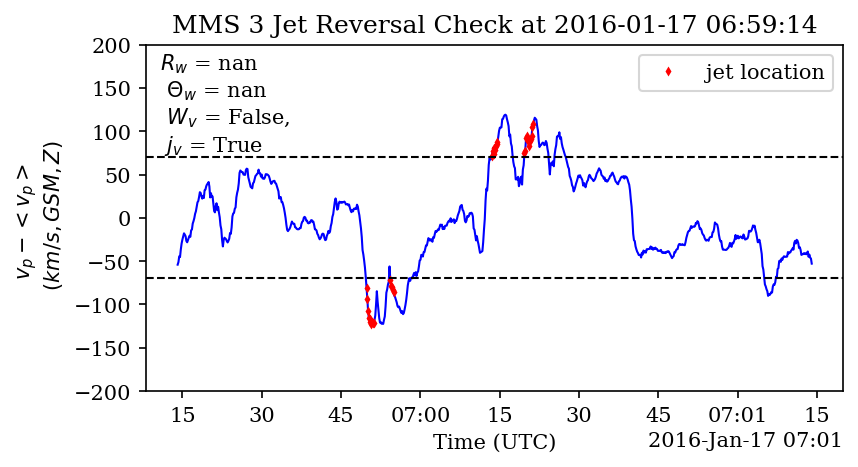 MMS 3 Jet Reversal Check at 2016-01-17 06:59:14
R_w = nan
Θ_w = nan
W_v = False,
j_v = True
jet location
200
150
100
50
0
−50
−100
−150
−200
v_p − < v_p >
(km/s, GSM, Z)
15 30 45 07:00 15 30 45 07:01 15
Time (UTC)
2016-Jan-17 07:01